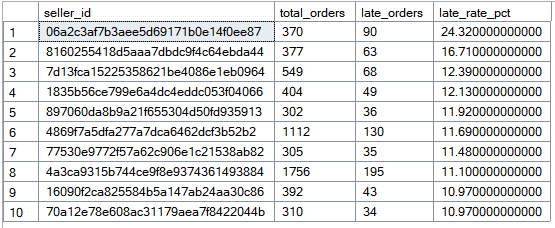 seller_id total_orders late_orders late_rate_pct
1 06a2c3af7b3aee5d69171b0e14f0ee87 370 90 24.320000000000
2 8160255418d5aaa7dbdc9f4c64ebda44 377 63 16.710000000000
3 7d13fca15225358621be4086e1eb0964 549 68 12.390000000000
4 1835b56ce799e6a4dc4eddc053f04066 404 49 12.130000000000
5 897060da8b9a21f655304d50fd935913 302 36 11.920000000000
6 4869f7a5dfa277a7dca6462dcf3b52b2 1112 130 11.690000000000
7 77530e9772f57a62c906e1c21538ab82 305 35 11.480000000000
8 4a3ca9315b744ce9f8e9374361493884 1756 195 11.100000000000
9 16090f2ca825584b5a147ab24aa30c86 392 43 10.970000000000
10 70a12e78e608ac31179aea7f8422044b 310 34 10.970000000000